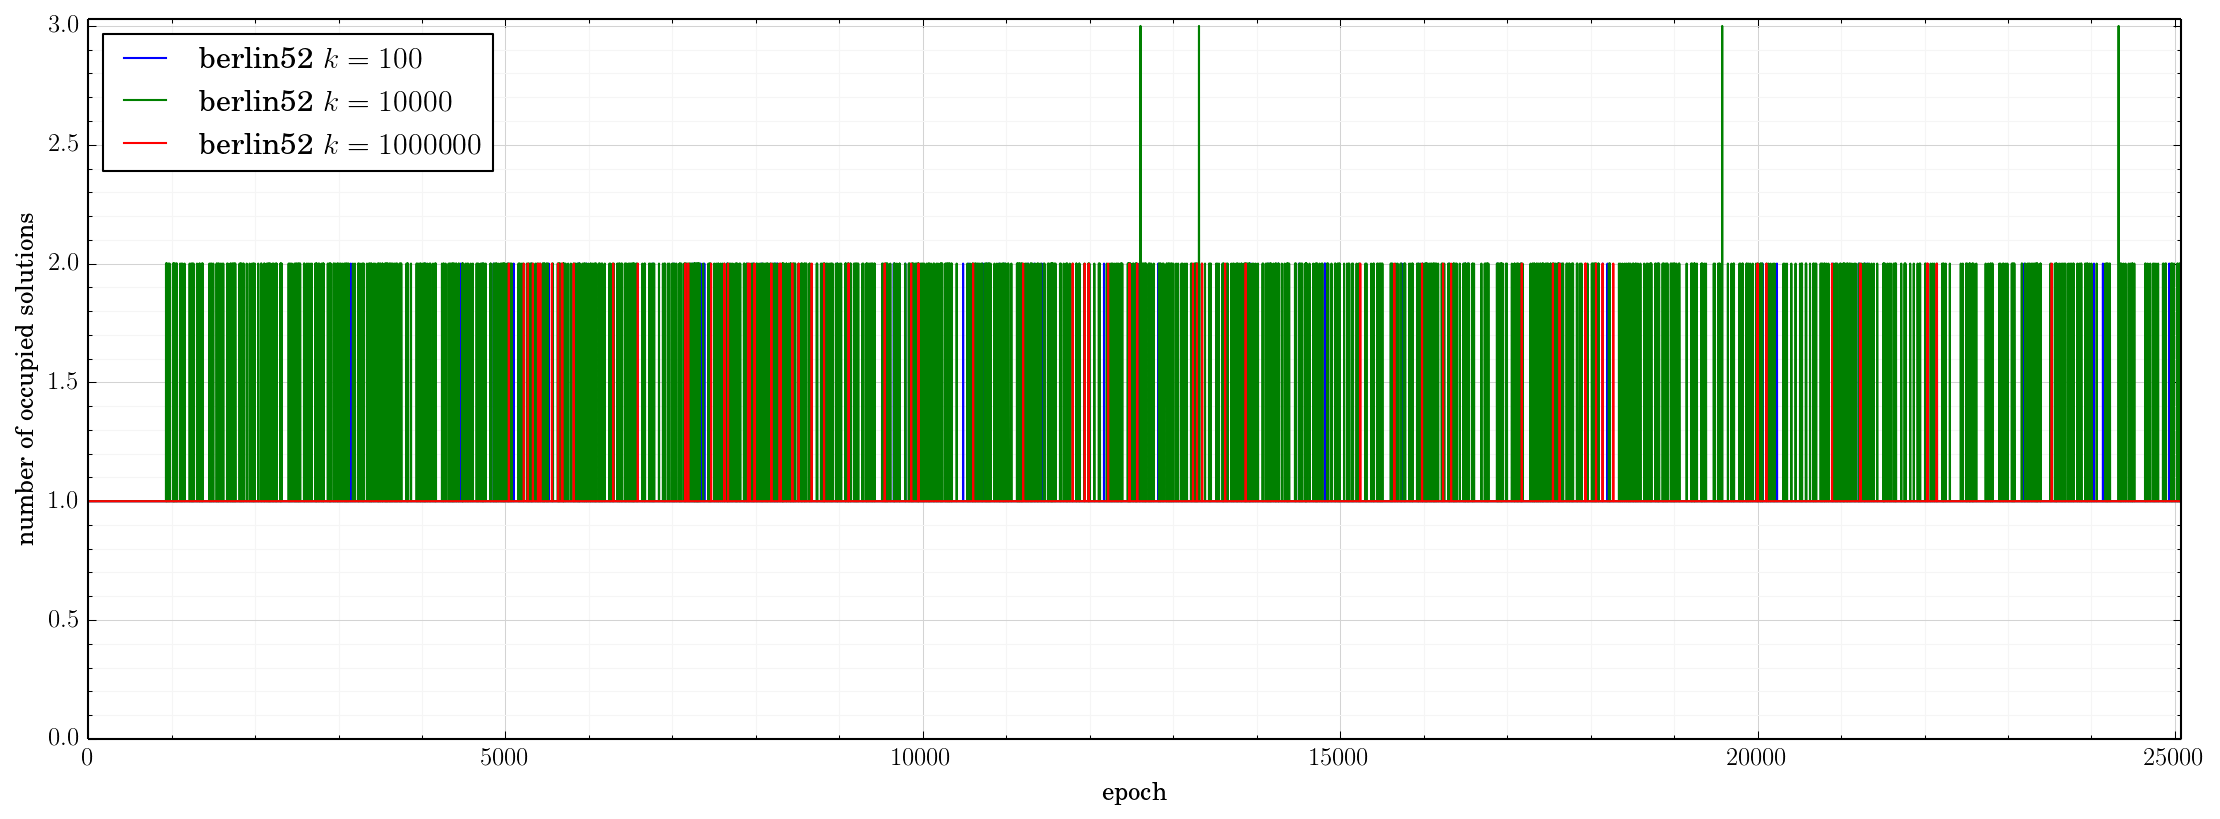 3.0
2.5
2.0
1.5
1.0
0.5
0.0
number of occupied solutions
berlin52 k = 100
berlin52 k = 10000
berlin52 k = 1000000
0 5000 10000 15000 20000 25000
epoch